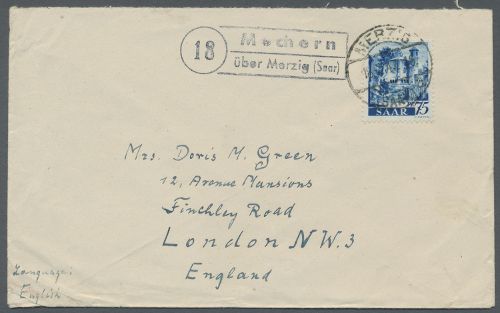 18
Mechern
über Merzig (Saar)
MERZIG
SAAR 75
Mrs. Doris M. Green
12, Avenue Mansions
Finchley Road
London NW.3
England
Language:
English